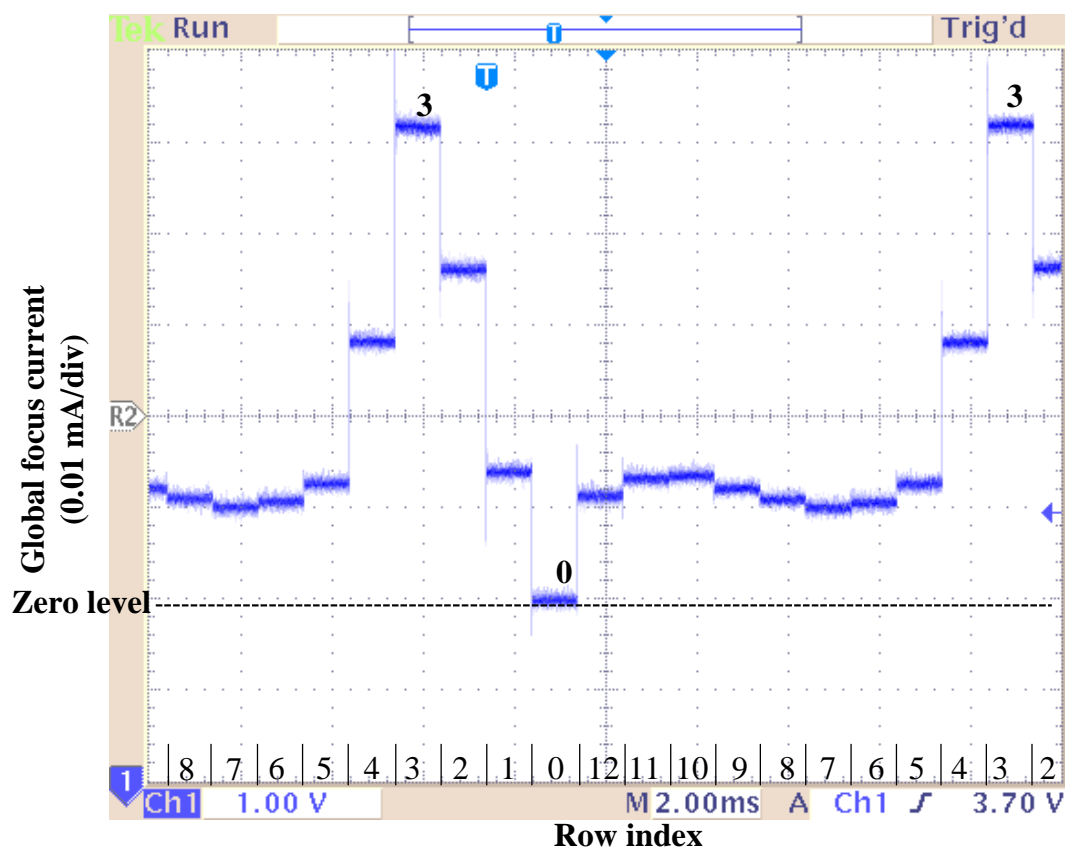 Tek Run Trig'd
T
T
3 3
R2
Global focus current
(0.01 mA/div)
0
Zero level
8 7 6 5 4 3 2 1 0 12 11 10 9 8 7 6 5 4 3 2
1
Ch1 1.00 V M 2.00ms A Ch1 3.70 V
Row index